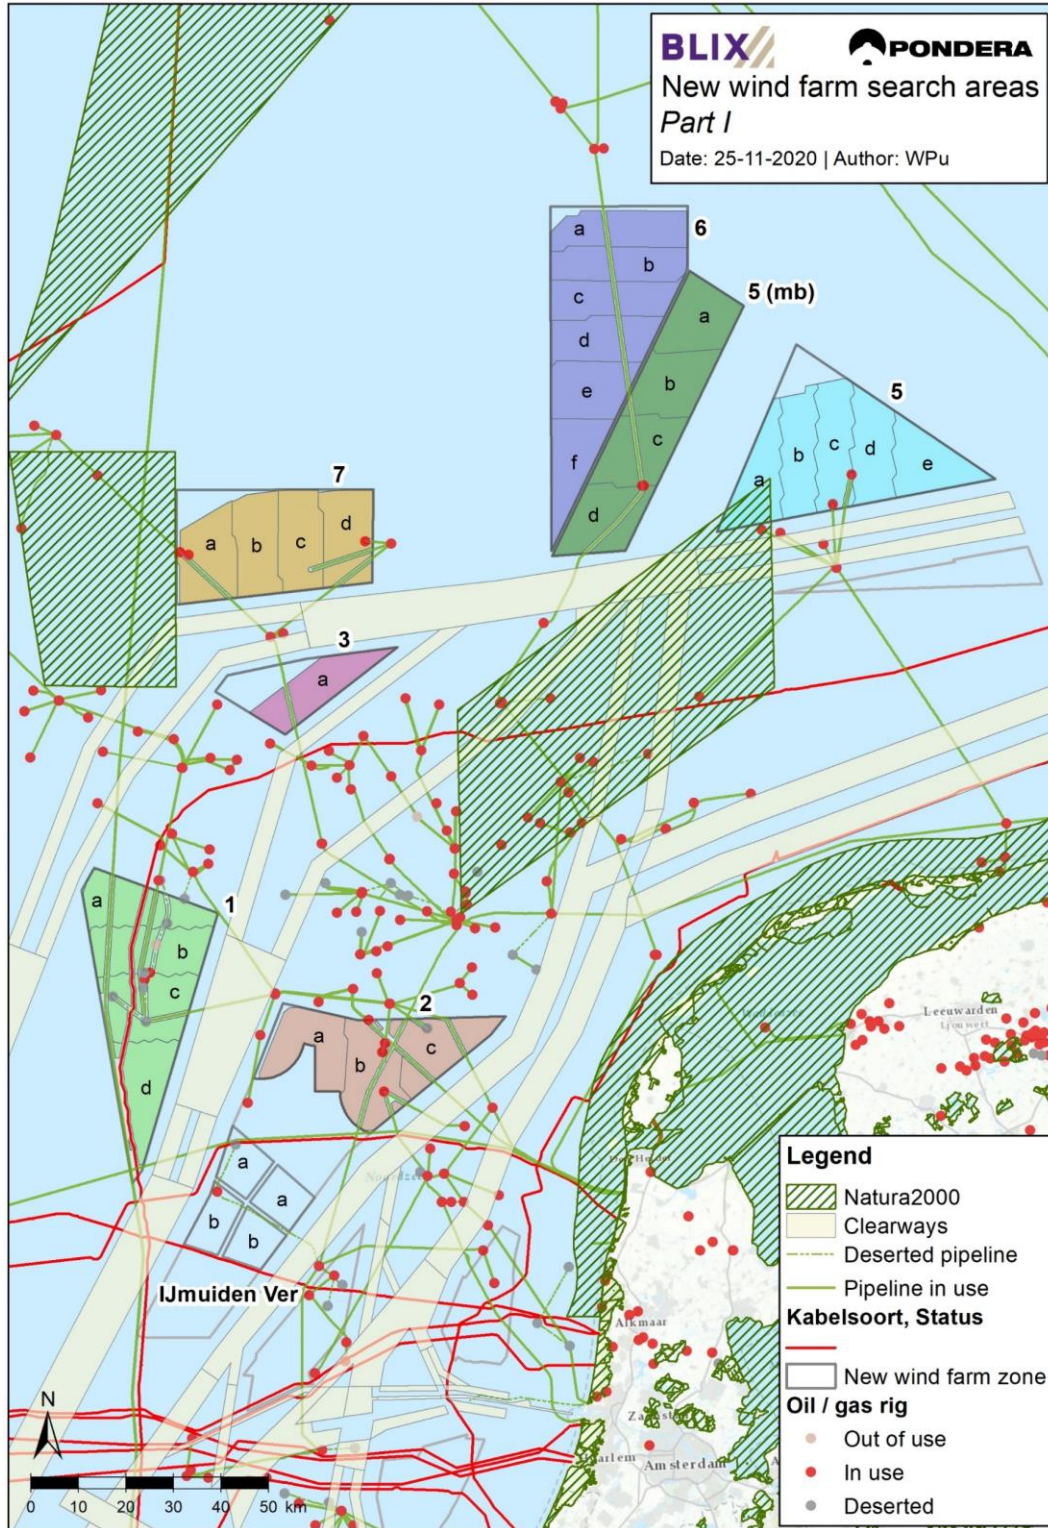 BLIX PONDERA
New wind farm search areas
Part I
Date: 25-11-2020 | Author: WPu
6
a
b
c
d
e
f
5 (mb)
a
b
c
d
5
a
b
c
d
e
7
a
b
c
d
3
a
1
a
b
c
d
2
a
b
c
a
a
b
b
IJmuiden Ver
Leeuwarden
Ljouwert
Alkmaar
Amsterdam
N
0 10 20 30 40 50 km
Legend
Natura2000
Clearways
Deserted pipeline
Pipeline in use
Kabelsoort, Status
New wind farm zone
Oil / gas rig
Out of use
In use
Deserted